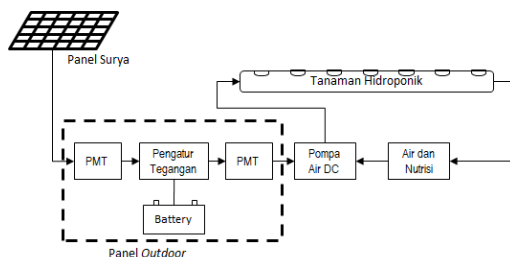 Panel Surya
Tanaman Hidroponik
PMT
Pengatur
Tegangan
PMT
Pompa
Air DC
Air dan
Nutrisi
Battery
Panel Outdoor